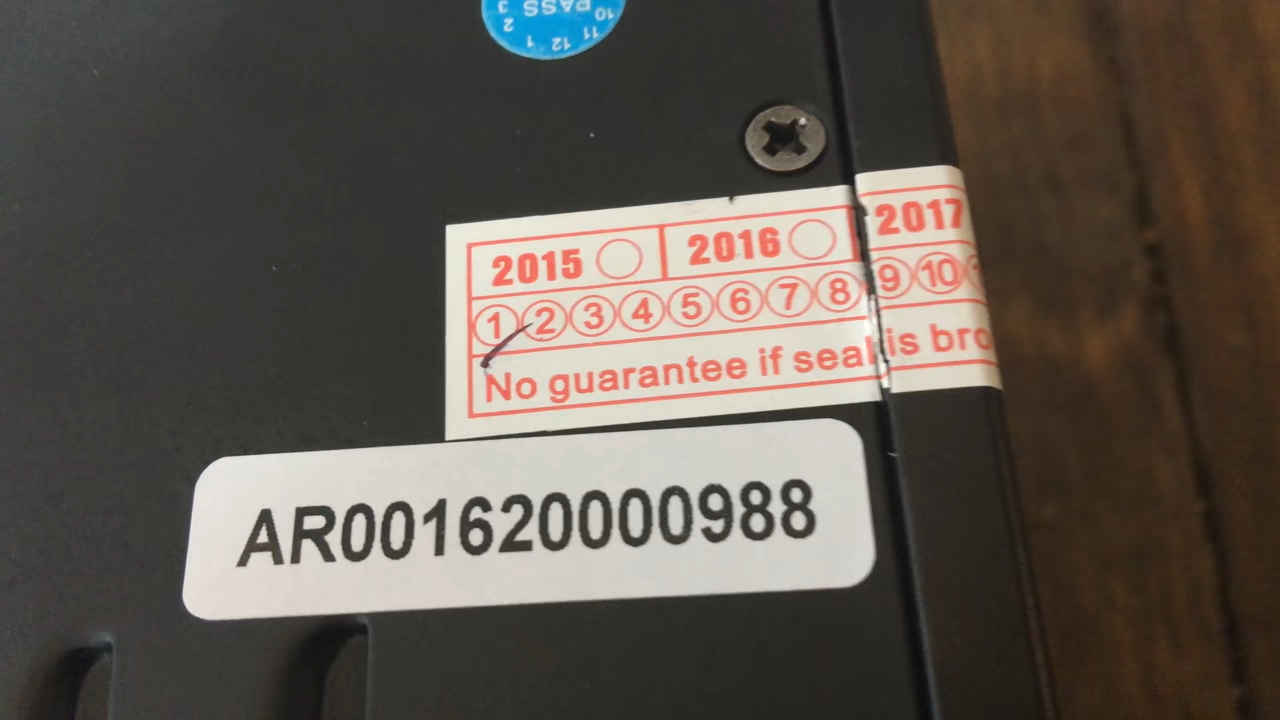 3 PASS 10
2 1 12 11
2015 2016 2017
1 2 3 4 5 6 7 8 9 10
No guarantee if seal is bro
AR001620000988